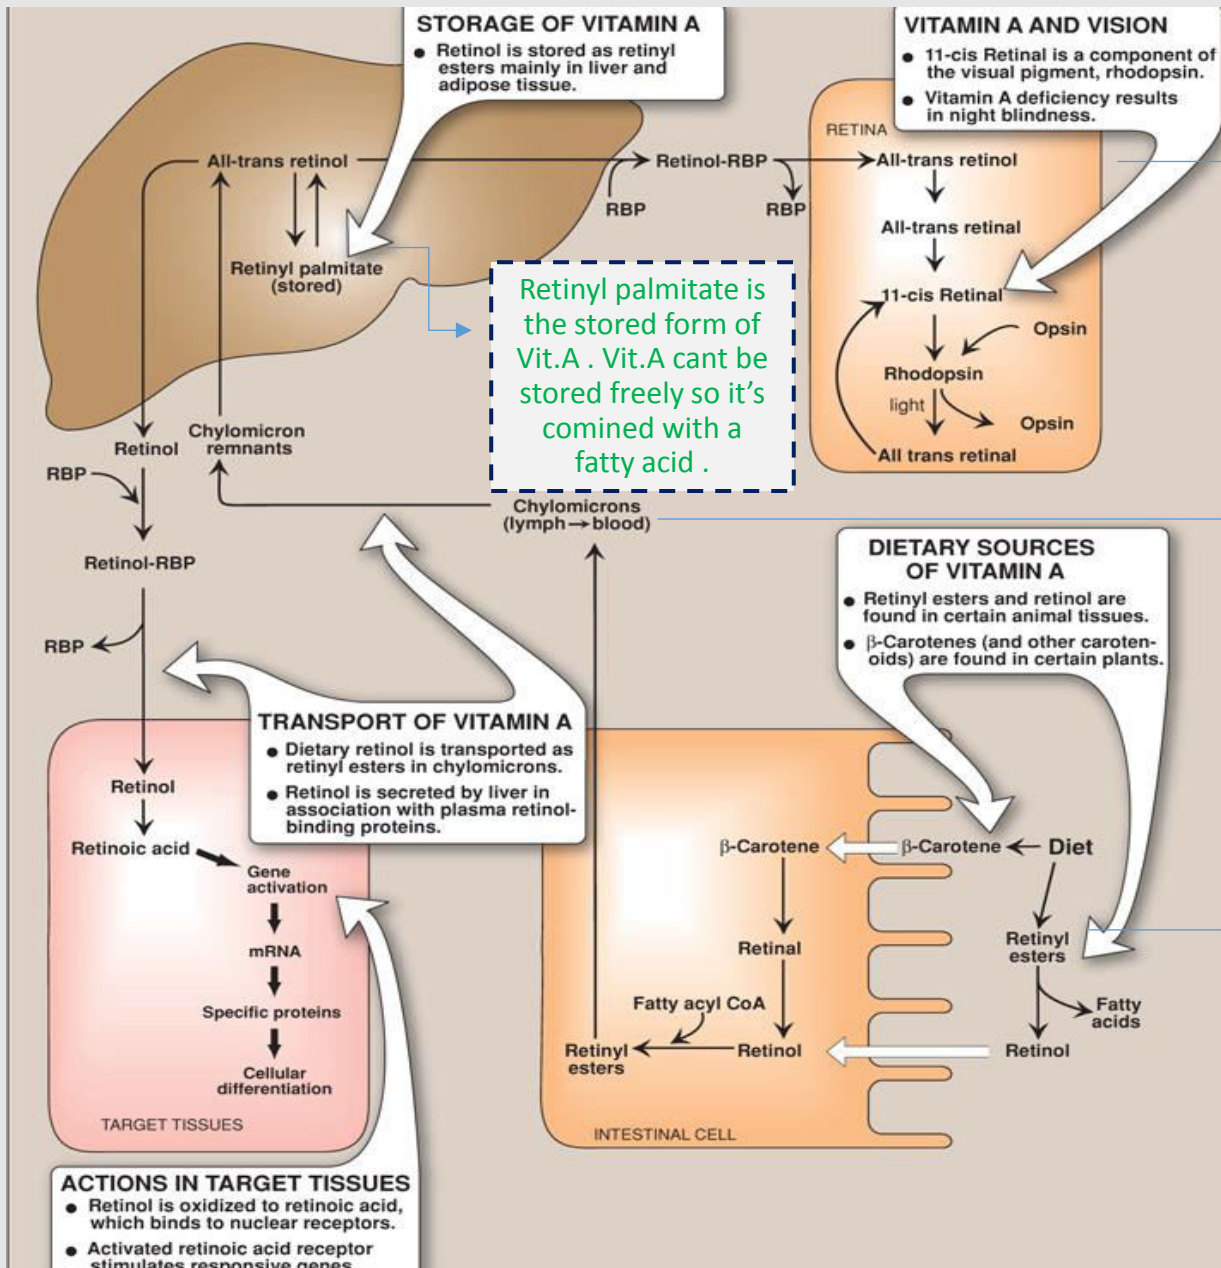 STORAGE OF VITAMIN A
● Retinol is stored as retinyl
esters mainly in liver and
adipose tissue.
VITAMIN A AND VISION
● 11-cis Retinal is a component of
the visual pigment, rhodopsin.
● Vitamin A deficiency results
in night blindness.
RETINA
All-trans retinol
Retinol-RBP
All-trans retinol
RBP
RBP
All-trans retinal
Retinyl palmitate
(stored)
11-cis Retinal
Opsin
Rhodopsin
light
Opsin
All trans retinal
Retinyl palmitate is
the stored form of
Vit.A . Vit.A cant be
stored freely so it's
comined with a
fatty acid .
Retinol
Chylomicron
remnants
RBP
Chylomicrons
(lymph→blood)
Retinol-RBP
RBP
DIETARY SOURCES
OF VITAMIN A
● Retinyl esters and retinol are
found in certain animal tissues.
● β-Carotenes (and other caroten-
oids) are found in certain plants.
TRANSPORT OF VITAMIN A
● Dietary retinol is transported as
retinyl esters in chylomicrons.
● Retinol is secreted by liver in
association with plasma retinol-
binding proteins.
Retinol
Retinoic acid
Gene
activation
mRNA
Specific proteins
Cellular
differentiation
TARGET TISSUES
β-Carotene
β-Carotene
Diet
Retinal
Retinyl
esters
Fatty acyl CoA
Fatty
acids
Retinyl
esters
Retinol
Retinol
INTESTINAL CELL
ACTIONS IN TARGET TISSUES
● Retinol is oxidized to retinoic acid,
which binds to nuclear receptors.
● Activated retinoic acid receptor
stimulates responsive genes